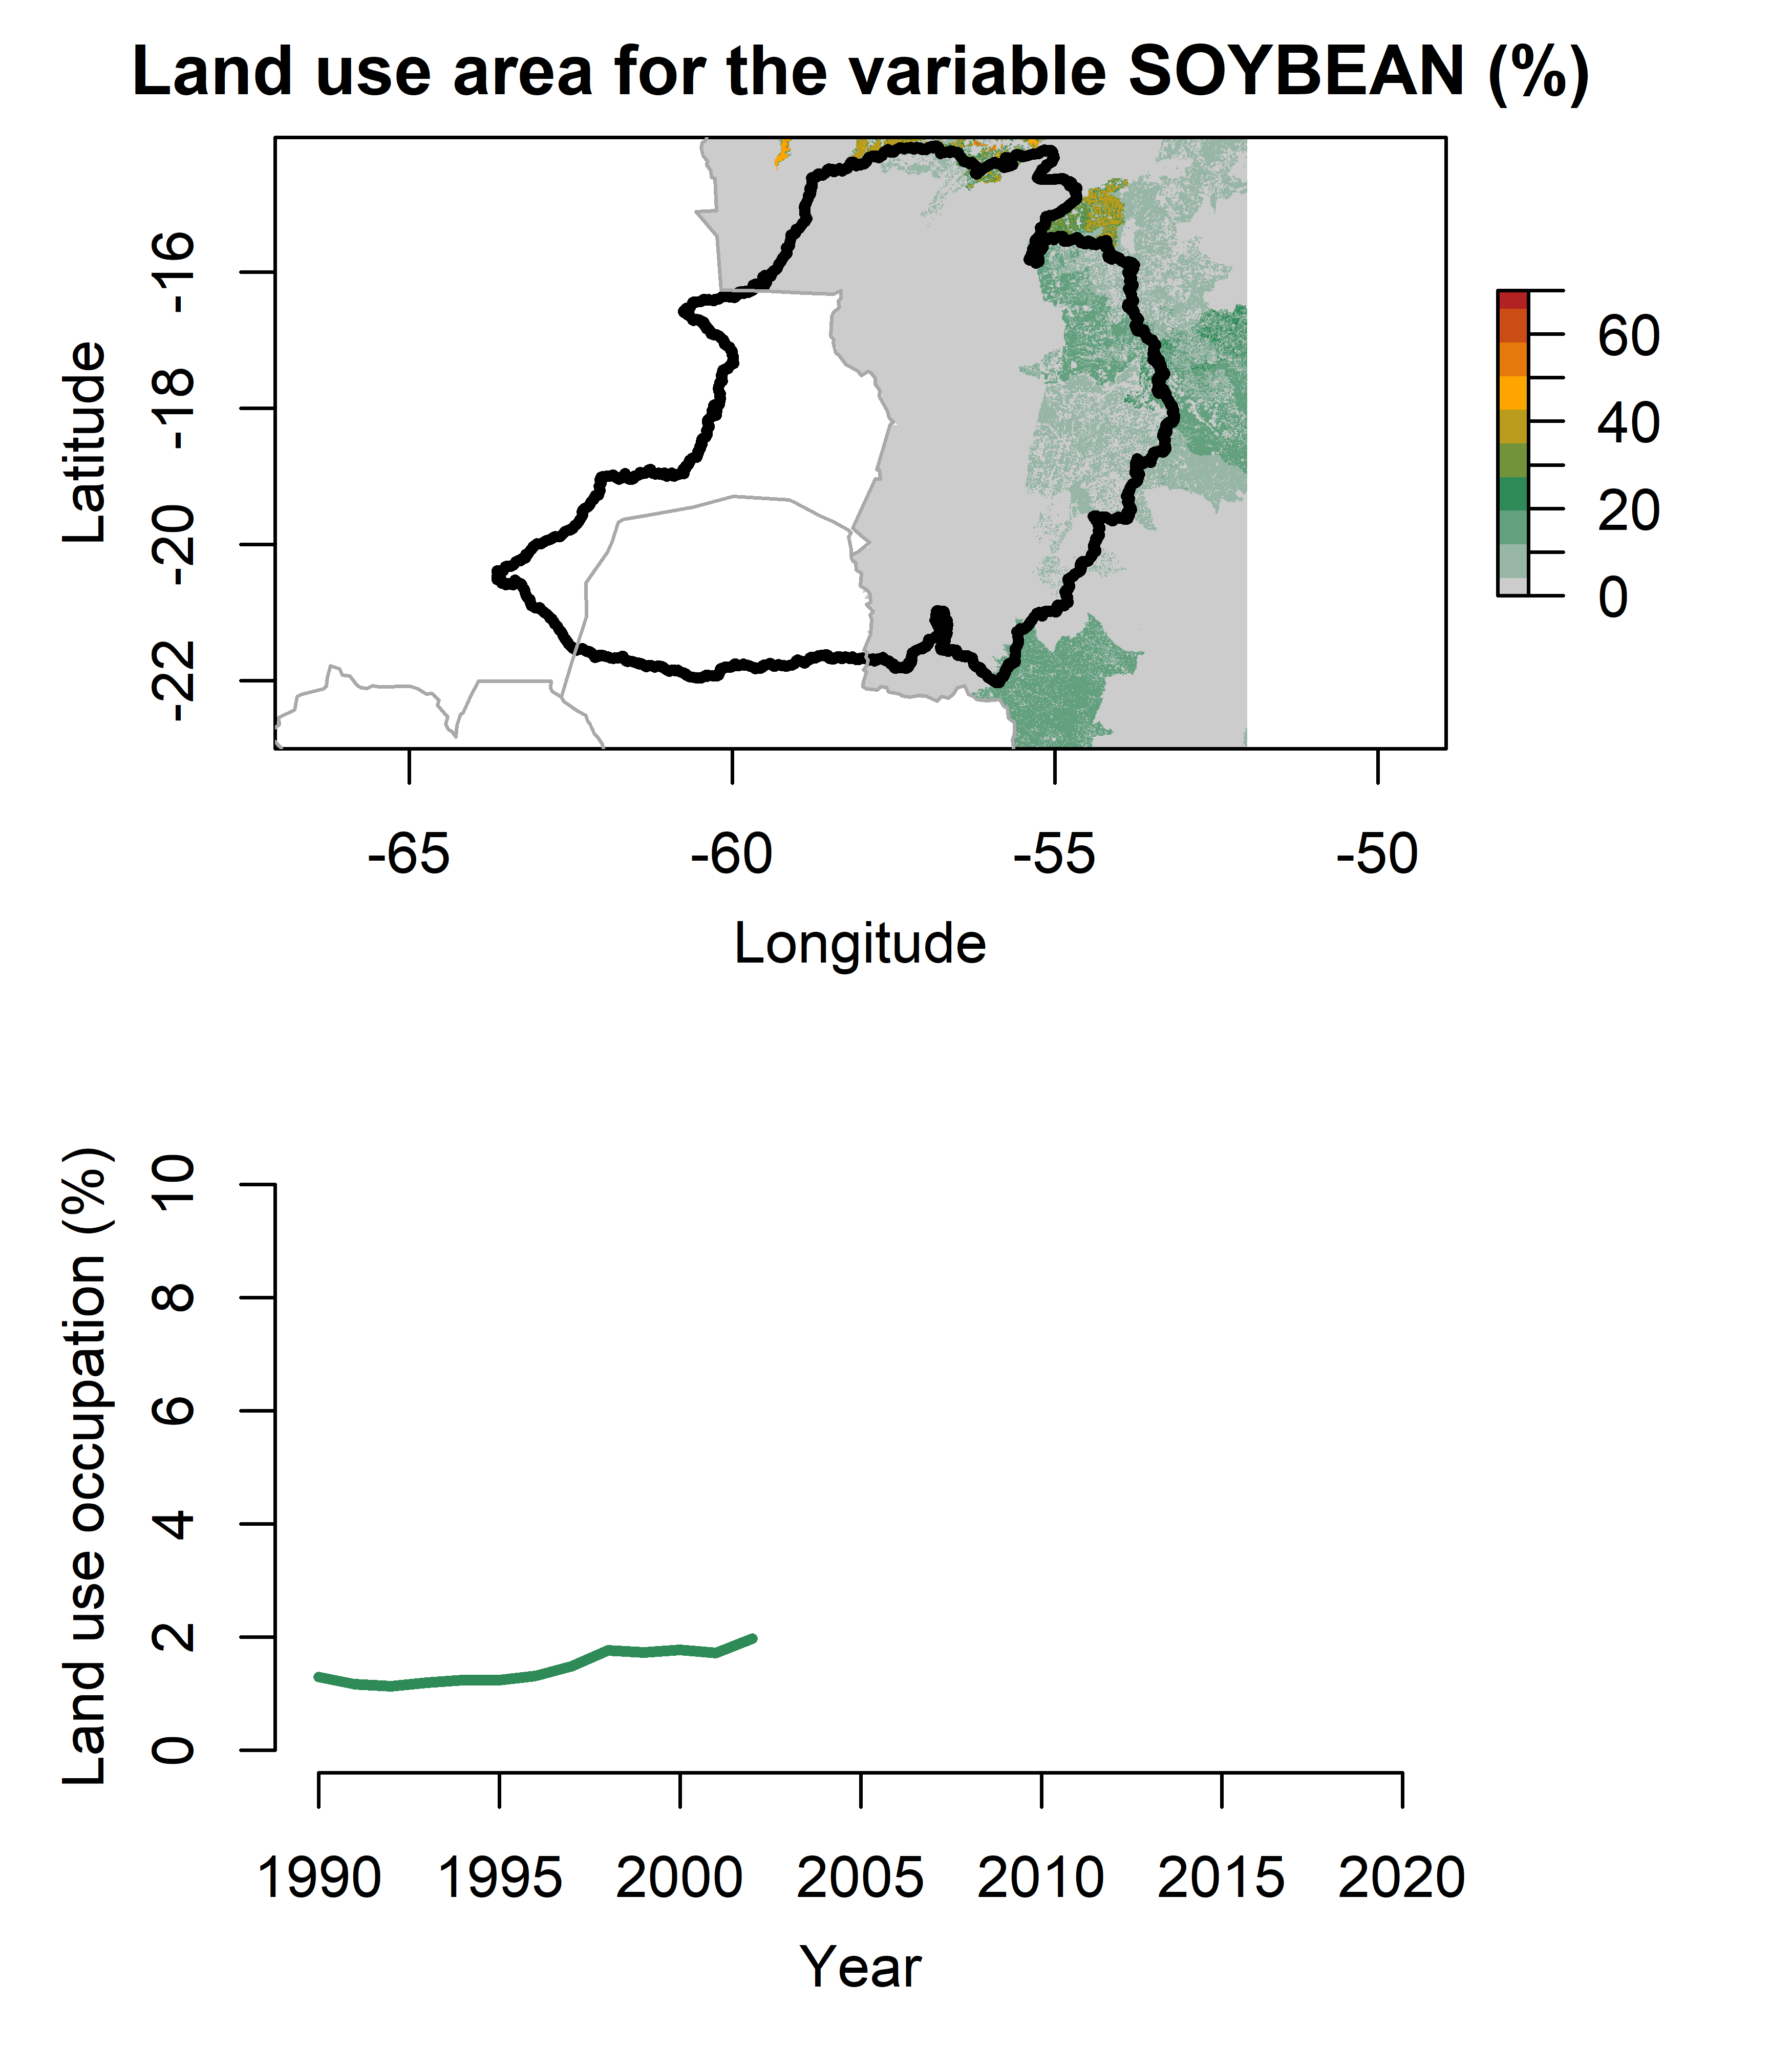 Land use area for the variable SOYBEAN (%)
Latitude
-16
-18
-20
-22
60
40
20
0
-65 -60 -55 -50
Longitude
Land use occupation (%)
10
8
6
4
2
0
1990 1995 2000 2005 2010 2015 2020
Year